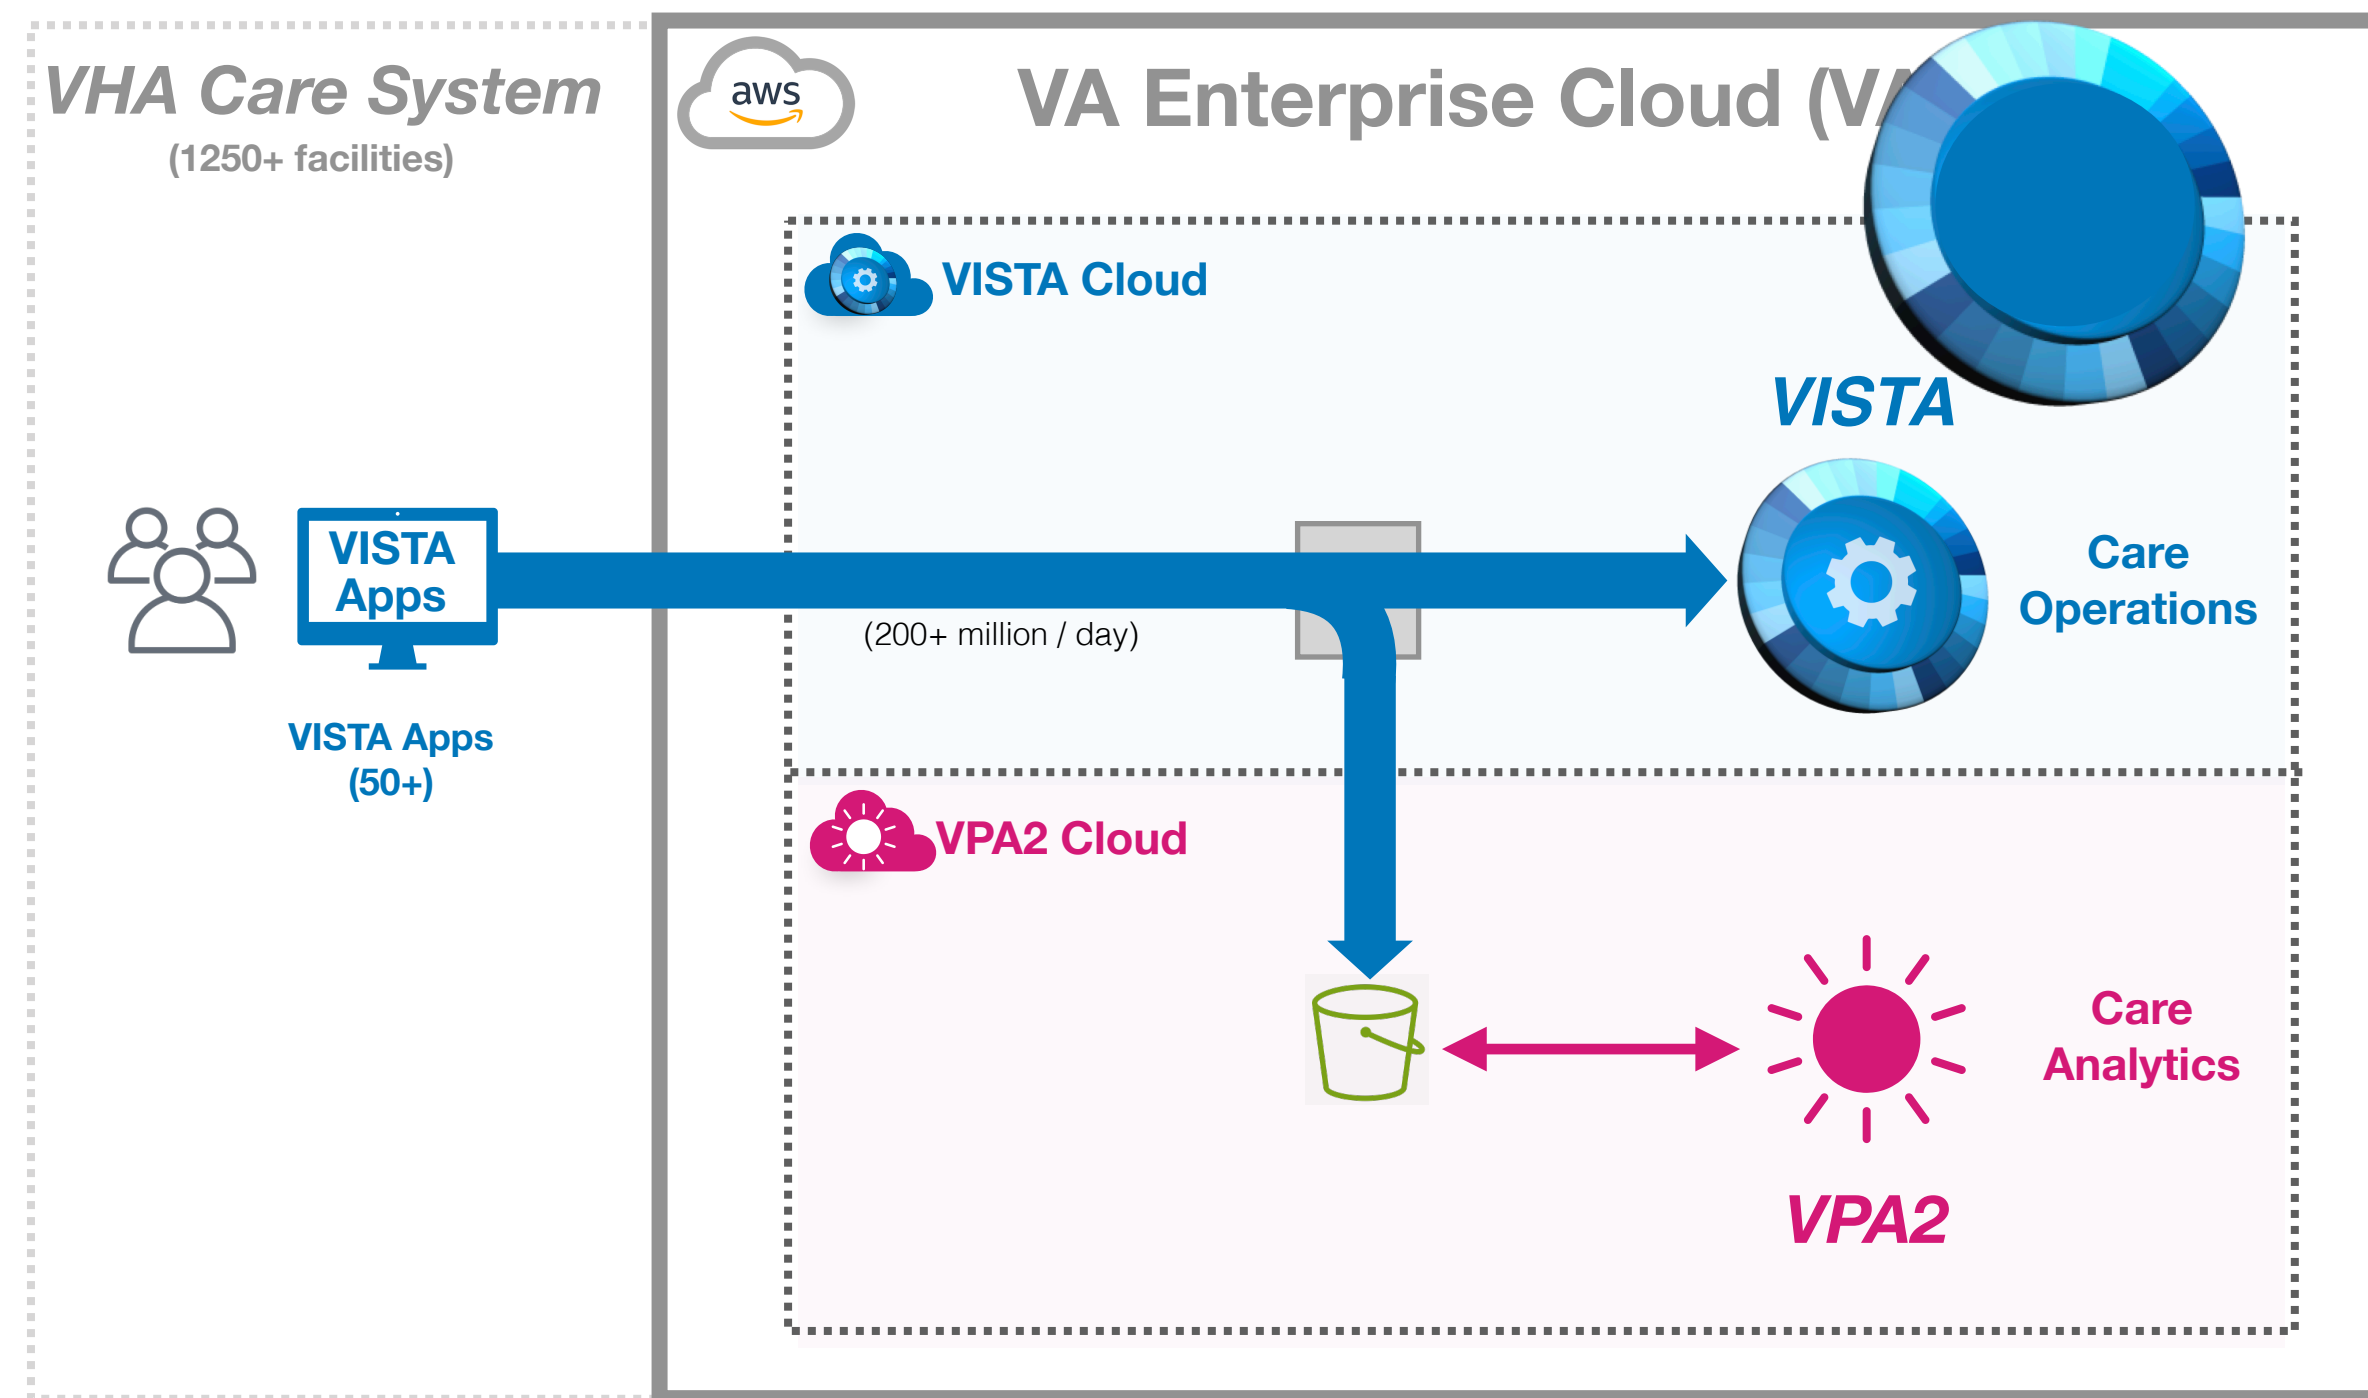 VHA Care System
(1250+ facilities)
aws
VA Enterprise Cloud
VISTA Cloud
VISTA
VISTA
Apps
Care
Operations
(200+ million / day)
VISTA Apps
(50+)
VPA2 Cloud
Care
Analytics
VPA2